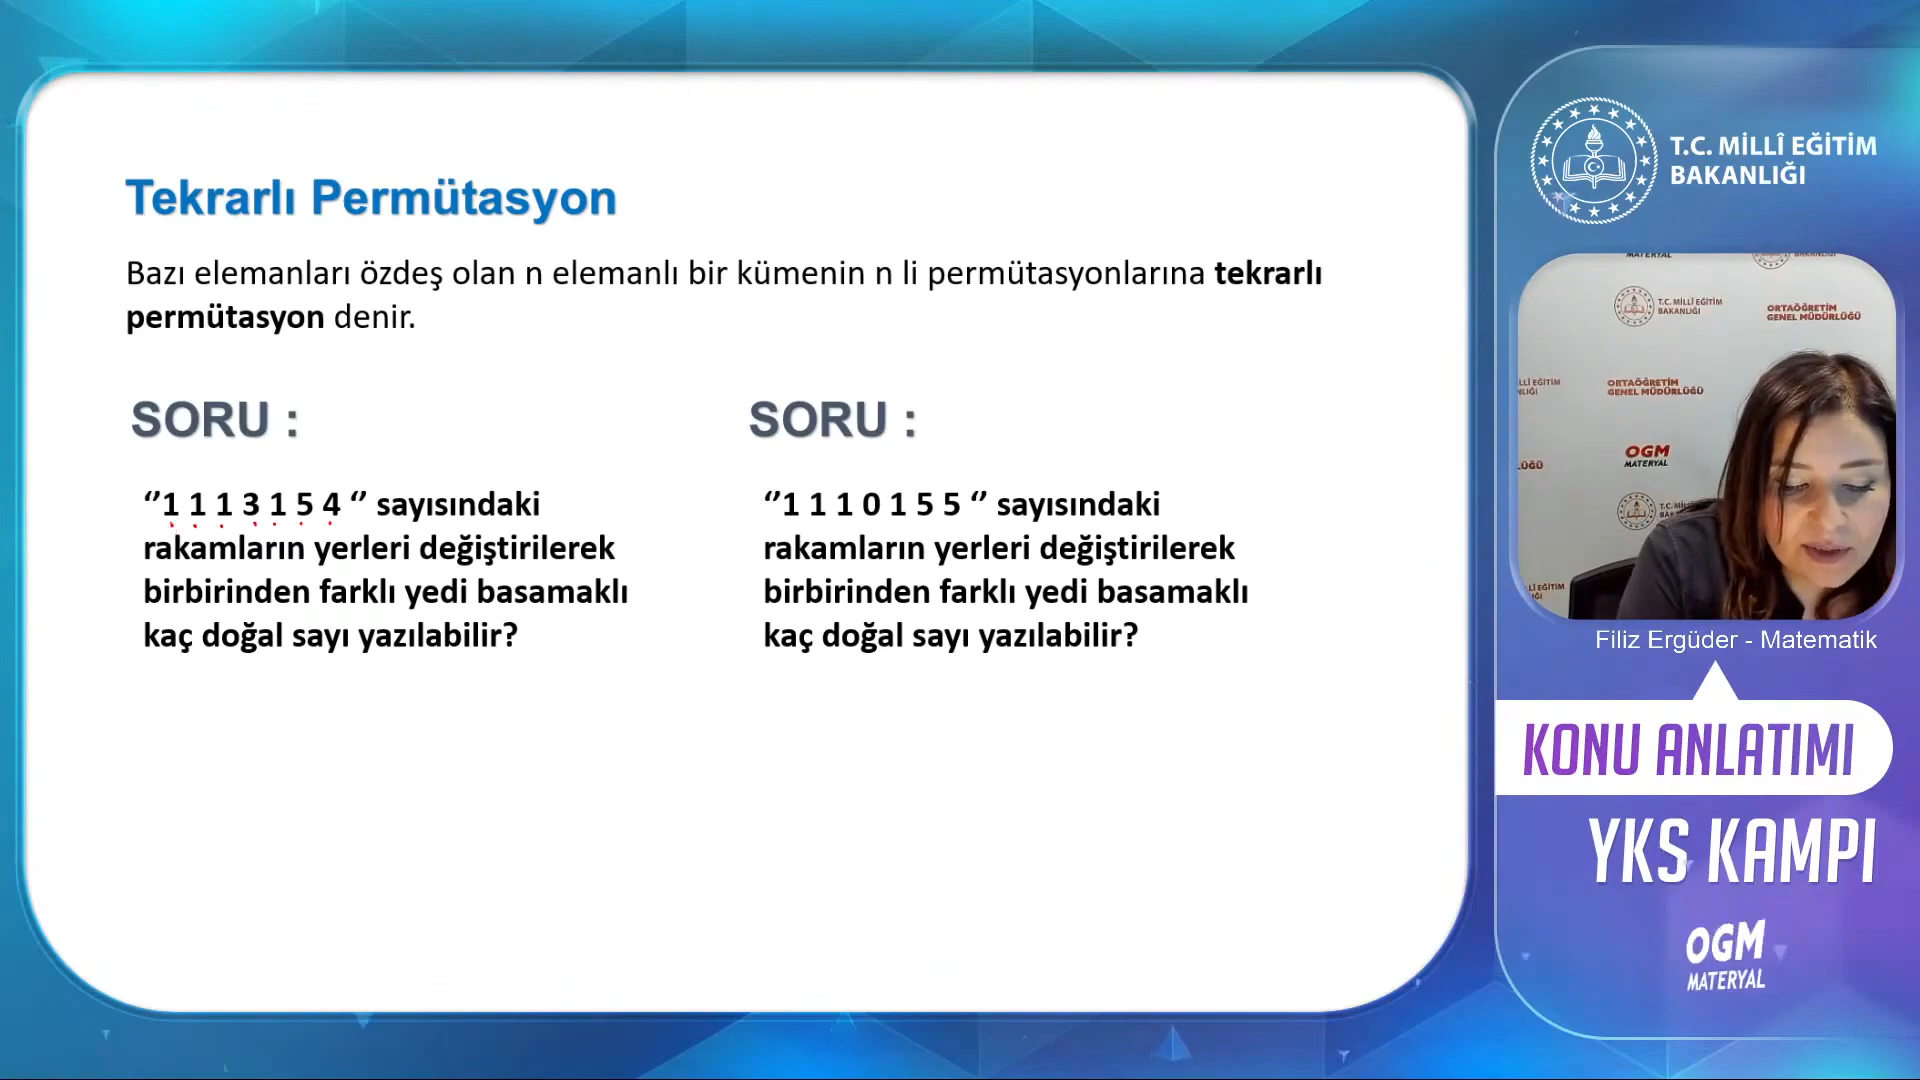 Tekrarlı Permütasyon
Bazı elemanları özdeş olan n elemanlı bir kümenin n li permütasyonlarına tekrarlı
permütasyon denir.
SORU :
‘’1 1 1 3 1 5 4 ‘’ sayısındaki
rakamların yerleri değiştirilerek
birbirinden farklı yedi basamaklı
kaç doğal sayı yazılabilir?
SORU :
‘’1 1 1 0 1 5 5 ‘’ sayısındaki
rakamların yerleri değiştirilerek
birbirinden farklı yedi basamaklı
kaç doğal sayı yazılabilir?
T.C. MİLLÎ EĞİTİM
BAKANLIĞI
MATERYAL
BAKANLIĞI
T.C. MİLLÎ EĞİTİM
BAKANLIĞI
ORTAÖĞRETİM
GENEL MÜDÜRLÜĞÜ
ORTAÖĞRETİM
GENEL MÜDÜRLÜĞÜ
OGM
MATERYAL
Filiz Ergüder - Matematik
KONU ANLATIMI
YKS KAMPI
OGM
MATERYAL